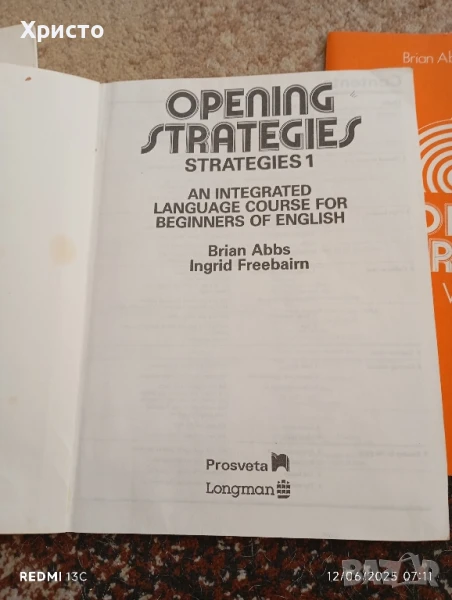 Христо
OPENING
STRATEGIES
STRATEGIES 1
AN INTEGRATED
LANGUAGE COURSE FOR
BEGINNERS OF ENGLISH
Brian Abbs
Ingrid Freebairn
Prosveta
Longman
Brian Ab
REDMI 13C
12/06/2025 07:11